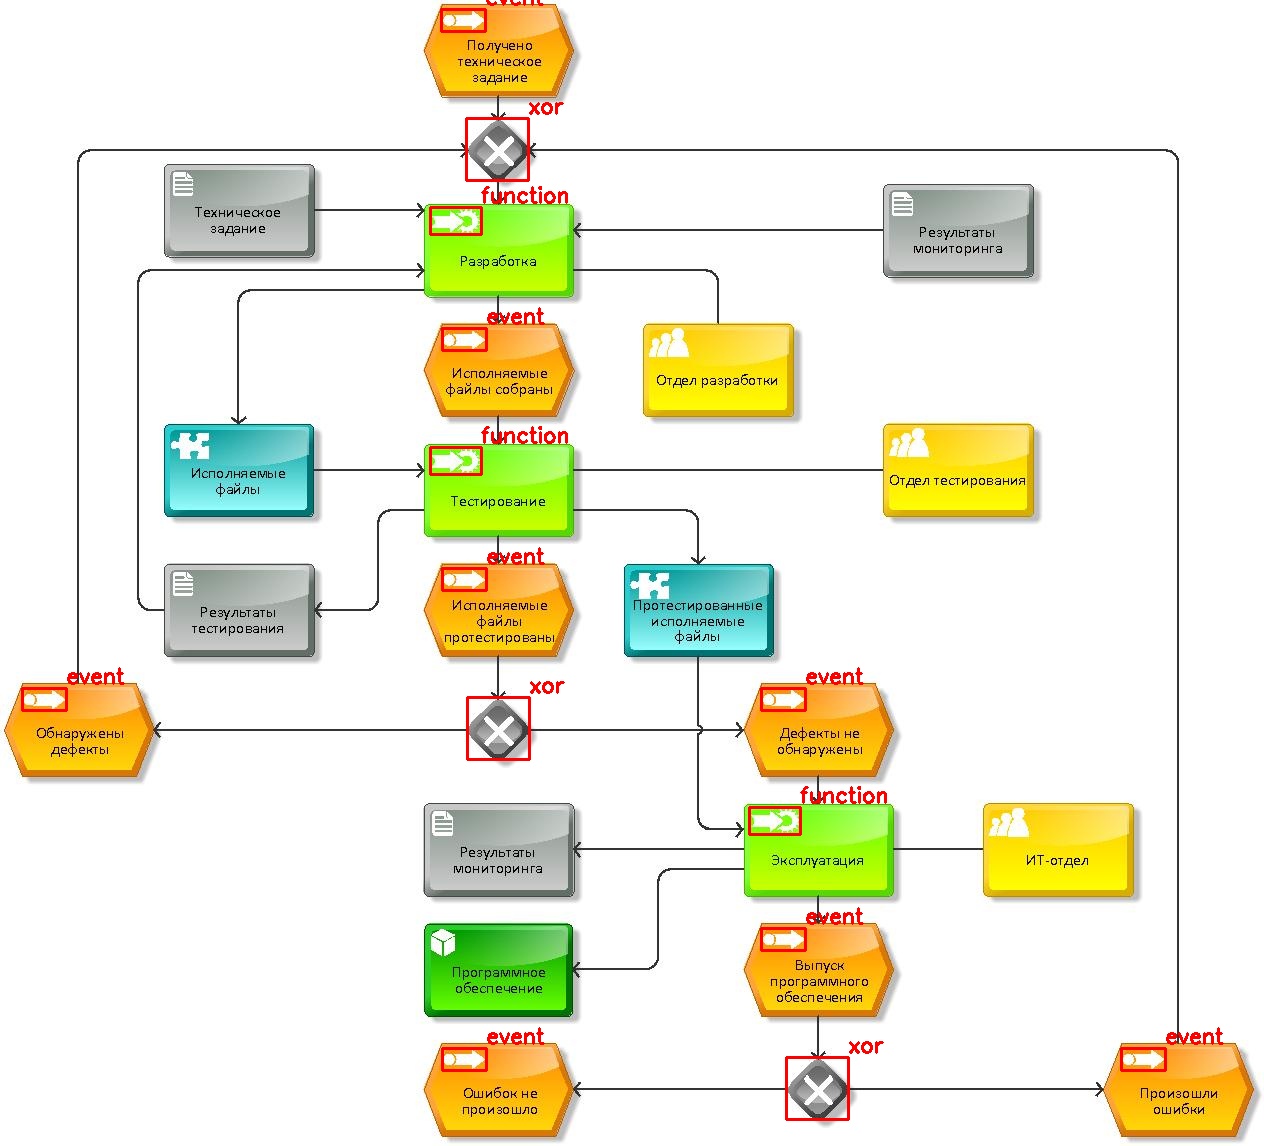 event
Получено
техническое
задание
xor
function
Техническое
задание
Результаты
мониторинга
Разработка
event
Исполняемые
файлы собраны
Отдел разработки
function
Исполняемые
файлы
Тестирование
Отдел тестирования
event
Результаты
тестирования
Исполняемые
файлы
протестированы
Протестированные
исполняемые
файлы
event
xor
event
Обнаружены
дефекты
Дефекты не
обнаружены
function
Результаты
мониторинга
Эксплуатация
ИТ-отдел
event
Программное
обеспечение
Выпуск
программного
обеспечения
event
xor
event
Ошибок не
произошло
Произошли
ошибки